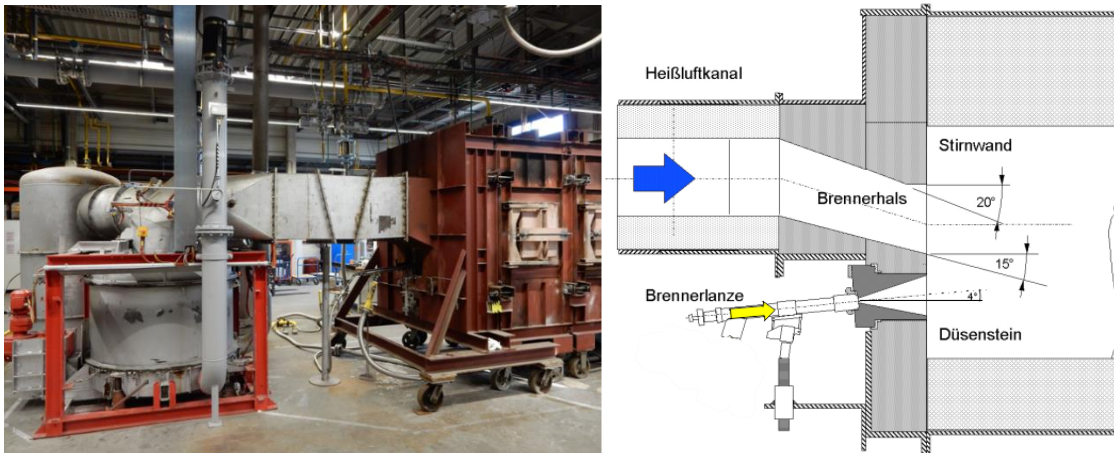 Heißluftkanal
Stirnwand
Brennerhals
20°
15°
Brennerlanze
4°
Düsenstein